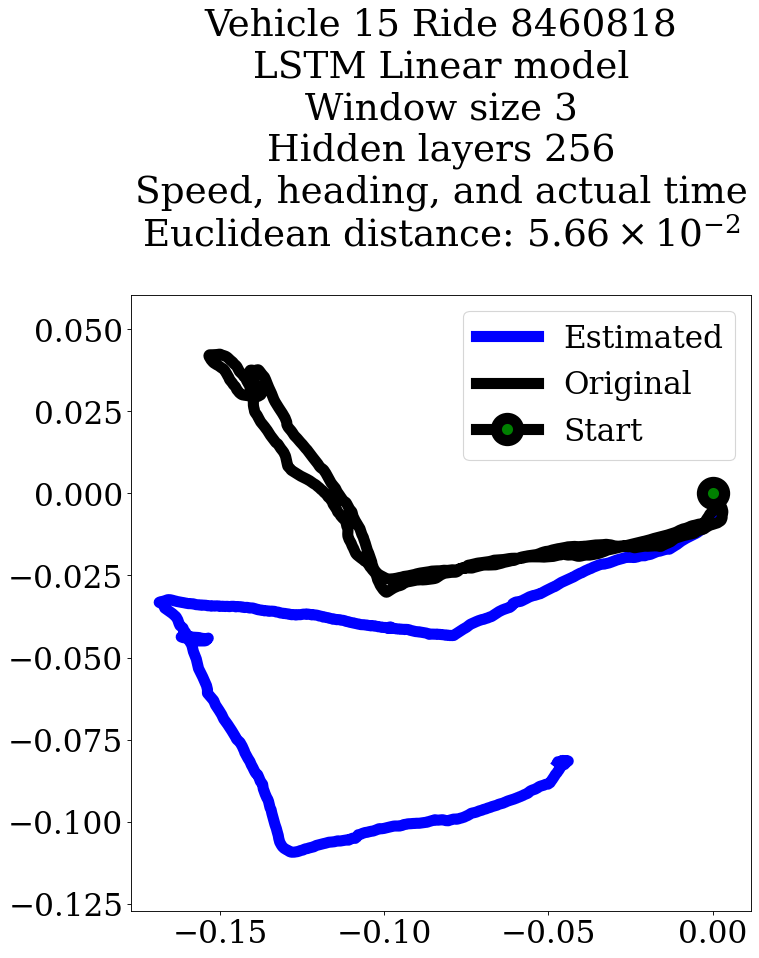 Vehicle 15 Ride 8460818
LSTM Linear model
Window size 3
Hidden layers 256
Speed, heading, and actual time
Euclidean distance: 5.66 × 10⁻²
Estimated
Original
Start
0.050
0.025
0.000
−0.025
−0.050
−0.075
−0.100
−0.125
−0.15
−0.10
−0.05
0.00